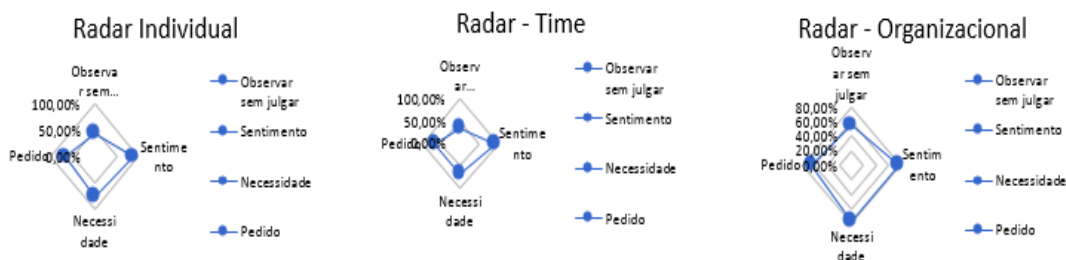 Radar Individual
Observa
r sem...
100,00%
50,00%
0,00%
Pedido
Sentime
nto
Necessi
dade
Observar
sem julgar
Sentimento
Necessidade
Pedido
Radar - Time
Observ
ar...
100,00%
50,00%
0,00%
Pedido
Sentime
nto
Necessi
dade
Observar
sem julgar
Sentimento
Necessidade
Pedido
Radar - Organizacional
Observ
ar sem
julgar
80,00%
60,00%
40,00%
20,00%
0,00%
Pedido
Sentim
ento
Necessi
dade
Observar
sem julgar
Sentimento
Necessidade
Pedido